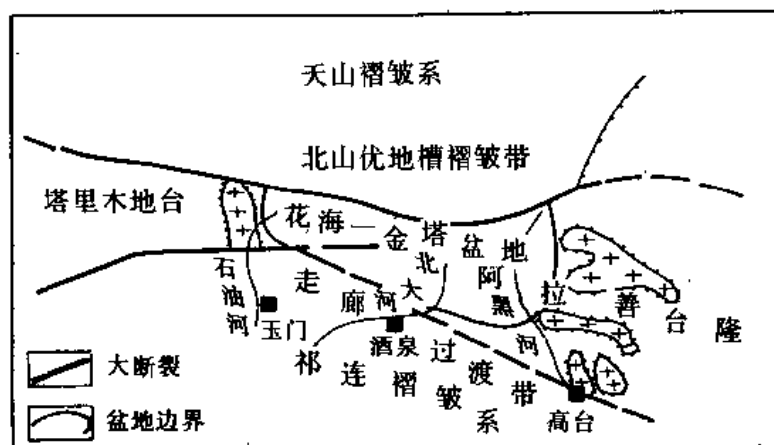 天山褶皱系
北山优地槽褶皱带
塔里木地台
花海—金塔盆地
石油河
走廊过渡带
北大河
阿拉善台隆
黑河
玉门
酒泉
祁连褶皱系
高台
大断裂
盆地边界